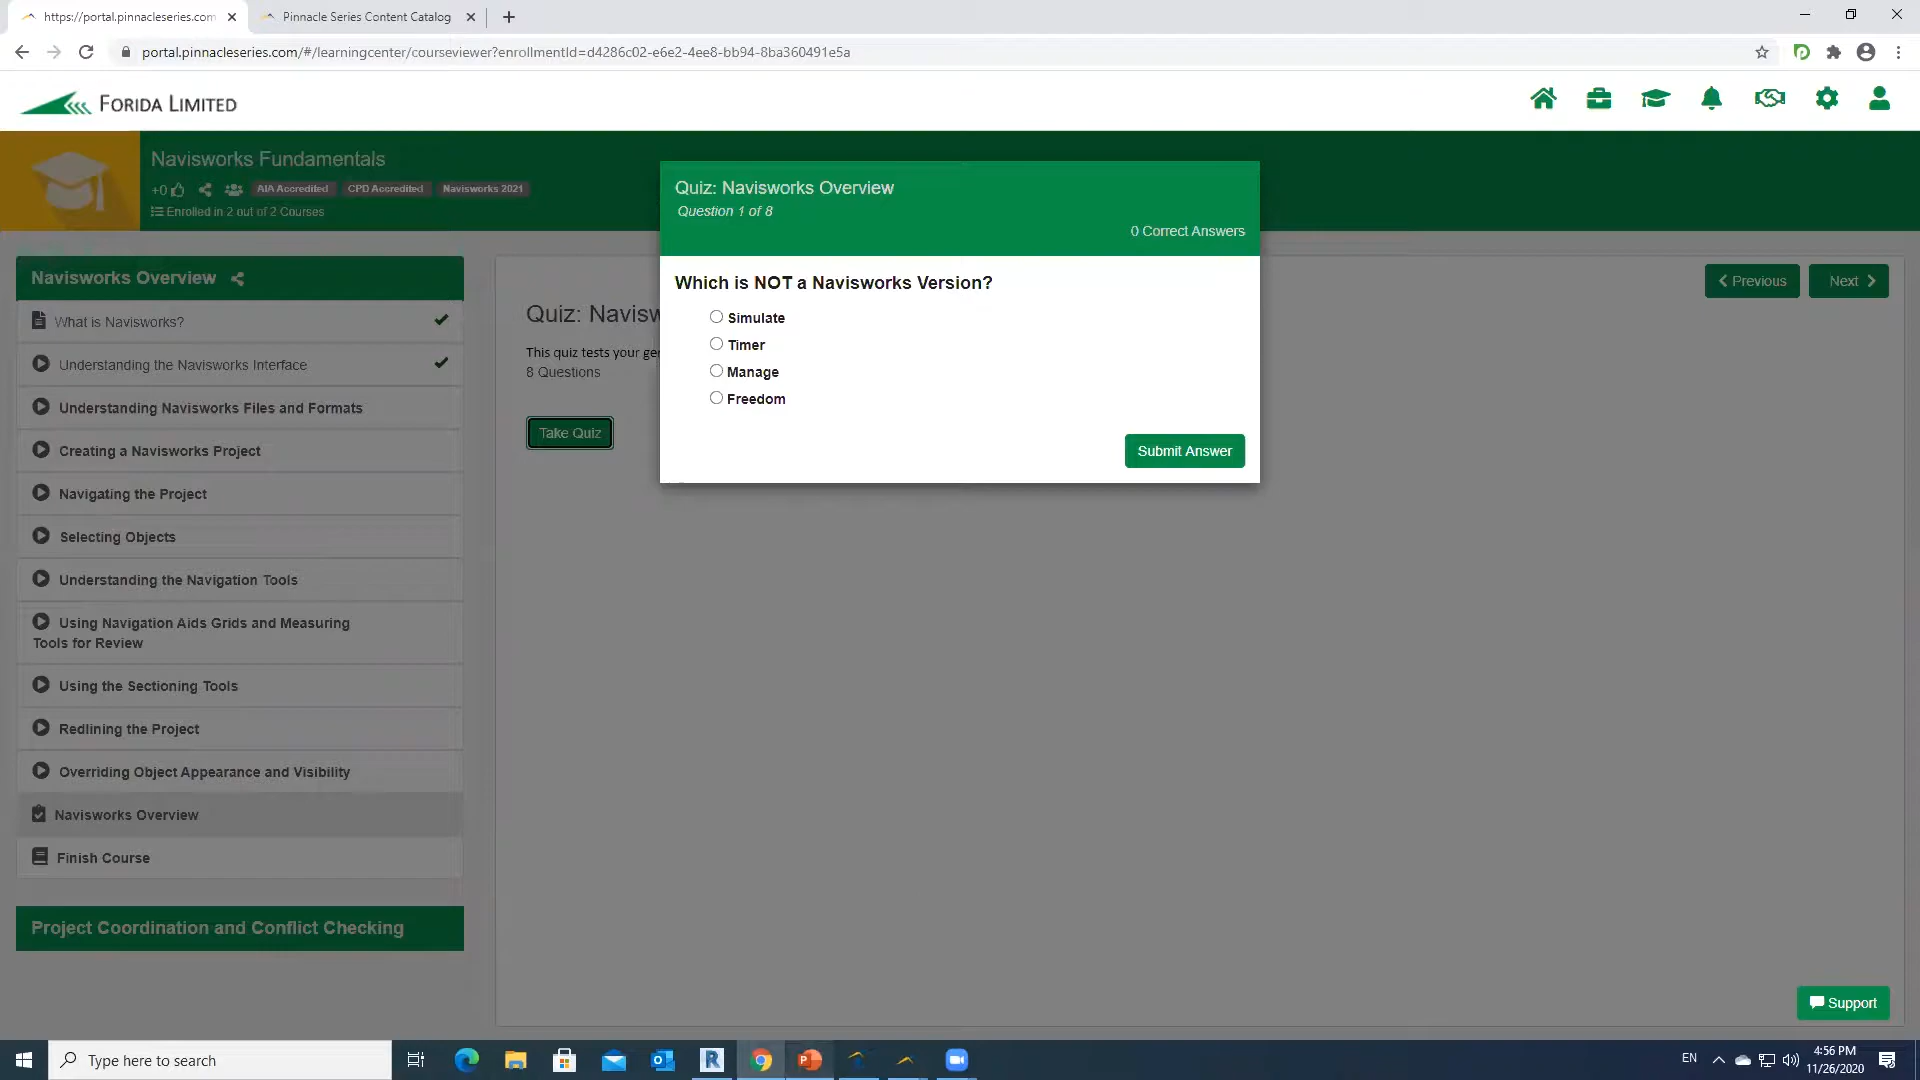 https://portal.pinnacleseries.com
Pinnacle Series Content Catalog
portal.pinnacleseries.com/#/learningcenter/courseviewer?enrollmentId=d4286c02-e6e2-4ee8-bb94-8ba360491e5a
FORIDA LIMITED
Navisworks Fundamentals
+0
AIA Accredited
CPD Accredited
Navisworks 2021
Enrolled in 2 out of 2 Courses
Quiz: Navisworks Overview
Question 1 of 8
0 Correct Answers
Which is NOT a Navisworks Version?
Simulate
Timer
Manage
Freedom
Submit Answer
Navisworks Overview
What is Navisworks?
Understanding the Navisworks Interface
Understanding Navisworks Files and Formats
Creating a Navisworks Project
Navigating the Project
Selecting Objects
Understanding the Navigation Tools
Using Navigation Aids Grids and Measuring
Tools for Review
Using the Sectioning Tools
Redlining the Project
Overriding Object Appearance and Visibility
Navisworks Overview
Finish Course
Project Coordination and Conflict Checking
Previous
Next
Quiz: Navisw
This quiz tests your ger
8 Questions
Take Quiz
Support
Type here to search
EN
4:56 PM
11/26/2020